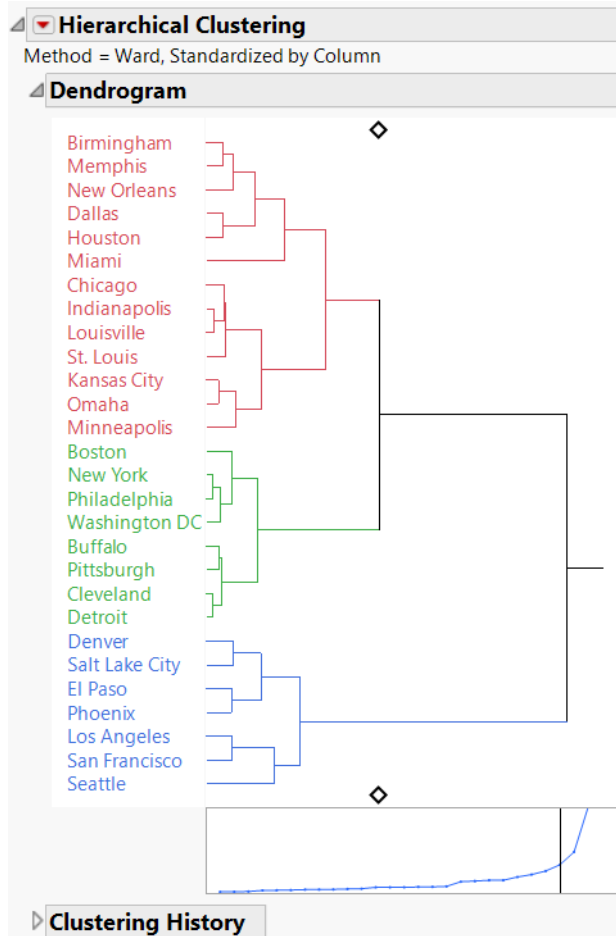 Hierarchical Clustering
Method = Ward, Standardized by Column
Dendrogram
Birmingham
Memphis
New Orleans
Dallas
Houston
Miami
Chicago
Indianapolis
Louisville
St. Louis
Kansas City
Omaha
Minneapolis
Boston
New York
Philadelphia
Washington DC
Buffalo
Pittsburgh
Cleveland
Detroit
Denver
Salt Lake City
El Paso
Phoenix
Los Angeles
San Francisco
Seattle
Clustering History